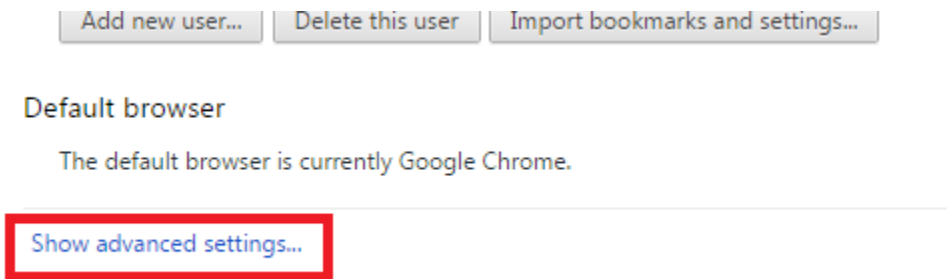 Add new user... Delete this user Import bookmarks and settings...
Default browser
The default browser is currently Google Chrome.
Show advanced settings...